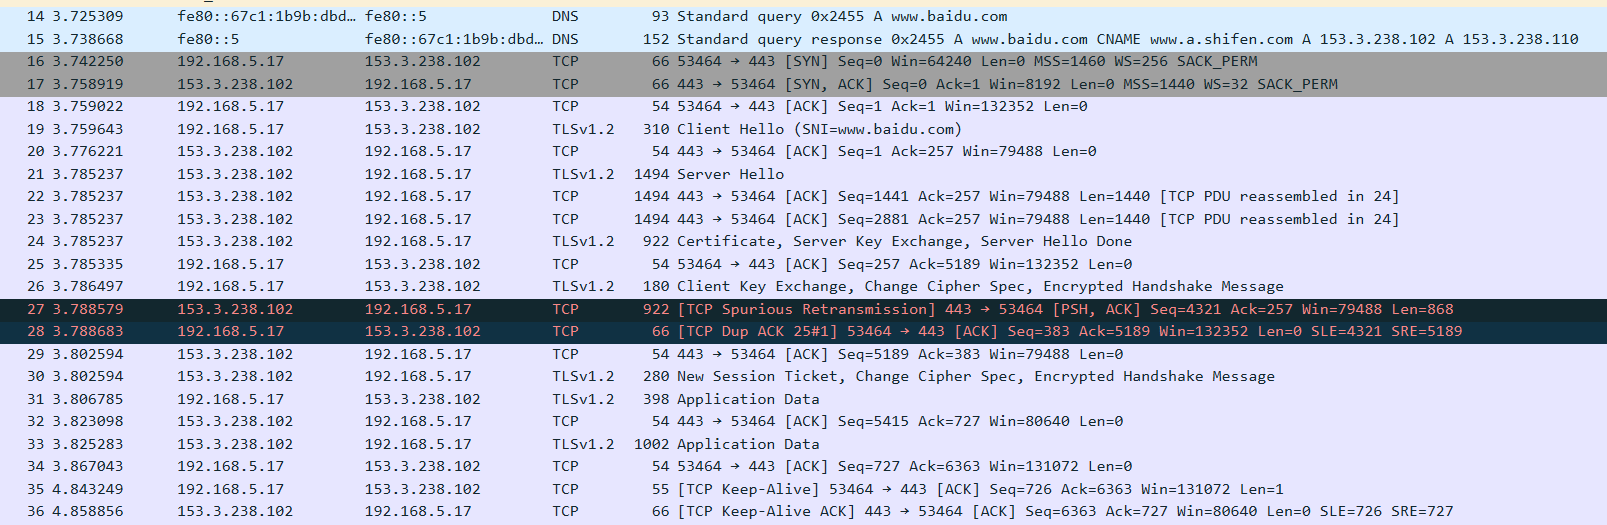 14 3.725309 fe80::67c1:1b9b:dbd… fe80::5 DNS 93 Standard query 0x2455 A www.baidu.com
15 3.738668 fe80::5 fe80::67c1:1b9b:dbd… DNS 152 Standard query response 0x2455 A www.baidu.com CNAME www.a.shifen.com A 153.3.238.102 A 153.3.238.110
16 3.742250 192.168.5.17 153.3.238.102 TCP 66 53464 → 443 [SYN] Seq=0 Win=64240 Len=0 MSS=1460 WS=256 SACK_PERM
17 3.758919 153.3.238.102 192.168.5.17 TCP 66 443 → 53464 [SYN, ACK] Seq=0 Ack=1 Win=8192 Len=0 MSS=1440 WS=32 SACK_PERM
18 3.759022 192.168.5.17 153.3.238.102 TCP 54 53464 → 443 [ACK] Seq=1 Ack=1 Win=132352 Len=0
19 3.759643 192.168.5.17 153.3.238.102 TLSv1.2 310 Client Hello (SNI=www.baidu.com)
20 3.776221 153.3.238.102 192.168.5.17 TCP 54 443 → 53464 [ACK] Seq=1 Ack=257 Win=79488 Len=0
21 3.785237 153.3.238.102 192.168.5.17 TLSv1.2 1494 Server Hello
22 3.785237 153.3.238.102 192.168.5.17 TCP 1494 443 → 53464 [ACK] Seq=1441 Ack=257 Win=79488 Len=1440 [TCP PDU reassembled in 24]
23 3.785237 153.3.238.102 192.168.5.17 TCP 1494 443 → 53464 [ACK] Seq=2881 Ack=257 Win=79488 Len=1440 [TCP PDU reassembled in 24]
24 3.785237 153.3.238.102 192.168.5.17 TLSv1.2 922 Certificate, Server Key Exchange, Server Hello Done
25 3.785335 192.168.5.17 153.3.238.102 TCP 54 53464 → 443 [ACK] Seq=257 Ack=5189 Win=132352 Len=0
26 3.786497 192.168.5.17 153.3.238.102 TLSv1.2 180 Client Key Exchange, Change Cipher Spec, Encrypted Handshake Message
27 3.788579 153.3.238.102 192.168.5.17 TCP 922 [TCP Spurious Retransmission] 443 → 53464 [PSH, ACK] Seq=4321 Ack=257 Win=79488 Len=868
28 3.788683 192.168.5.17 153.3.238.102 TCP 66 [TCP Dup ACK 25#1] 53464 → 443 [ACK] Seq=383 Ack=5189 Win=132352 Len=0 SLE=4321 SRE=5189
29 3.802594 153.3.238.102 192.168.5.17 TCP 54 443 → 53464 [ACK] Seq=5189 Ack=383 Win=79488 Len=0
30 3.802594 153.3.238.102 192.168.5.17 TLSv1.2 280 New Session Ticket, Change Cipher Spec, Encrypted Handshake Message
31 3.806785 192.168.5.17 153.3.238.102 TLSv1.2 398 Application Data
32 3.823098 153.3.238.102 192.168.5.17 TCP 54 443 → 53464 [ACK] Seq=5415 Ack=727 Win=80640 Len=0
33 3.825283 153.3.238.102 192.168.5.17 TLSv1.2 1002 Application Data
34 3.867043 192.168.5.17 153.3.238.102 TCP 54 53464 → 443 [ACK] Seq=727 Ack=6363 Win=131072 Len=0
35 4.843249 192.168.5.17 153.3.238.102 TCP 55 [TCP Keep-Alive] 53464 → 443 [ACK] Seq=726 Ack=6363 Win=131072 Len=1
36 4.858856 153.3.238.102 192.168.5.17 TCP 66 [TCP Keep-Alive ACK] 443 → 53464 [ACK] Seq=6363 Ack=727 Win=80640 Len=0 SLE=726 SRE=727